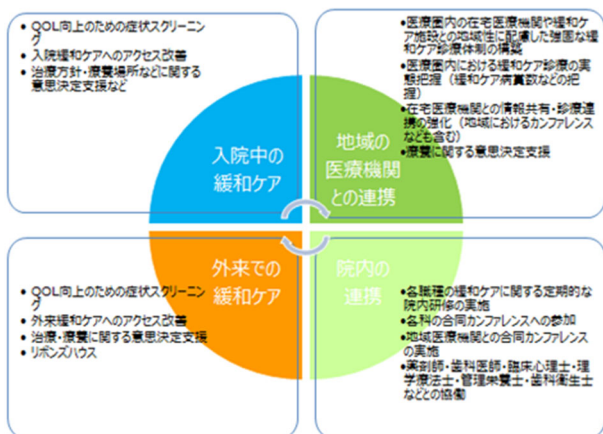 • QOL向上のための症状スクリーニン
グ
• 入院緩和ケアへのアクセス改善
• 治療方針・療養場所などに関する
意思決定支援など
•医療圏内の在宅医療機関や緩和ケ
ア施設との地域性に配慮した強固な緩
和ケア診療体制の構築
•医療圏内における緩和ケア診療の実
態把握（緩和ケア病賞数などの把
握）
•在宅医療機関との情報共有・診療連
携の強化（地域におけるカンファレンス
なども含む）
•療養に関する意思決定支援
入院中の
緩和ケア
地域の
医療機関
との連携
外来での
緩和ケア
院内の
連携
• QOL向上のための症状スクリーニン
グ
• 外来緩和ケアへのアクセス改善
• 治療・療養に関する意思決定支援
• リボンズハウス
•各職種の緩和ケアに関する定期的な
院内研修の実施
•各科の合同カンファレンスへの参加
•地域医療機関との合同カンファレンス
の実施
•薬剤師・歯科医師・臨床心理士・理
学療法士・管理栄養士・歯科衛生士
などとの協働